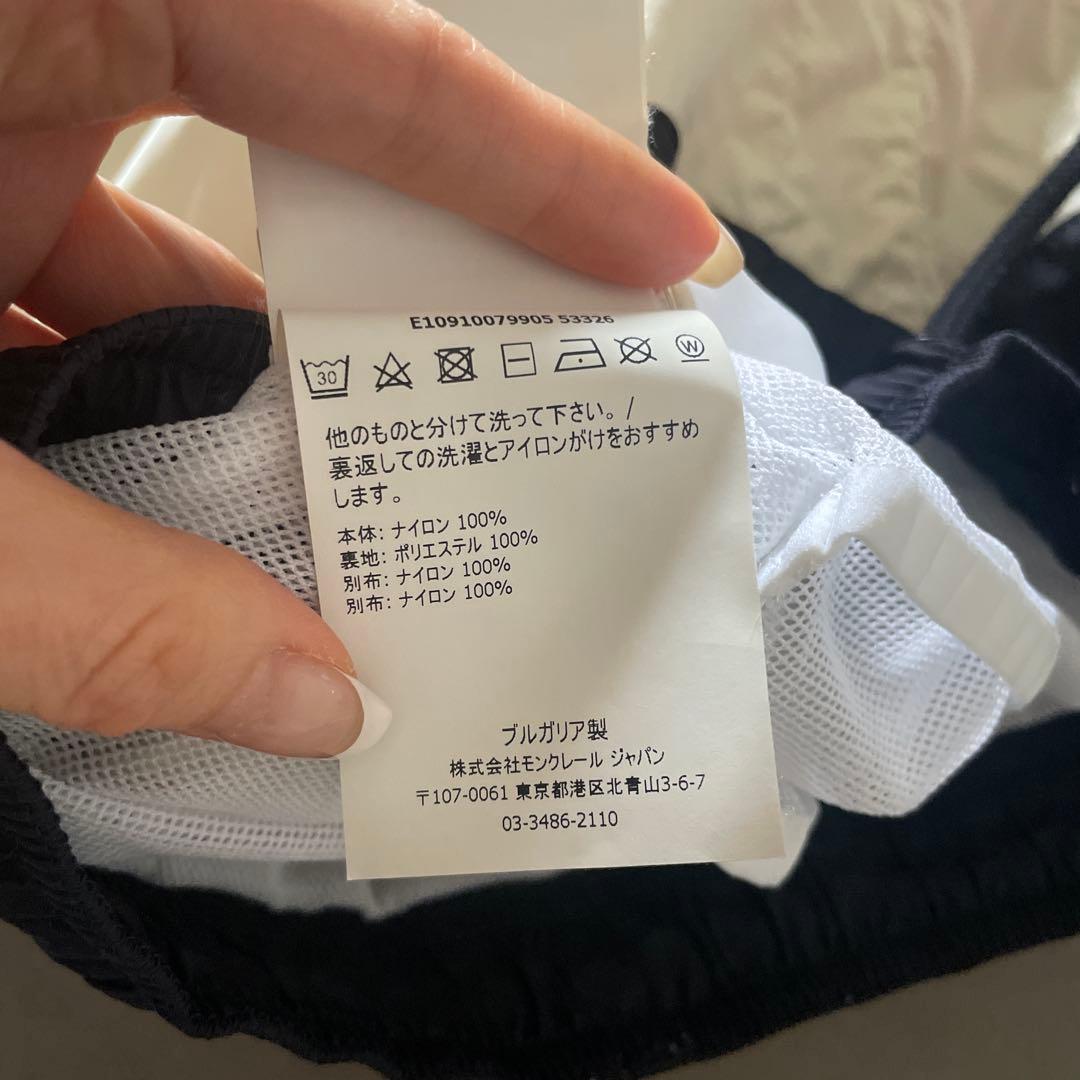 E10910079905 53326
30 W
他のものと分けて洗って下さい。/
裏返しての洗濯とアイロンがけをおすすめ
します。
本体: ナイロン 100%
裏地: ポリエステル 100%
別布: ナイロン 100%
別布: ナイロン 100%
ブルガリア製
株式会社モンクレール ジャパン
〒107-0061 東京都港区北青山3-6-7
03-3486-2110